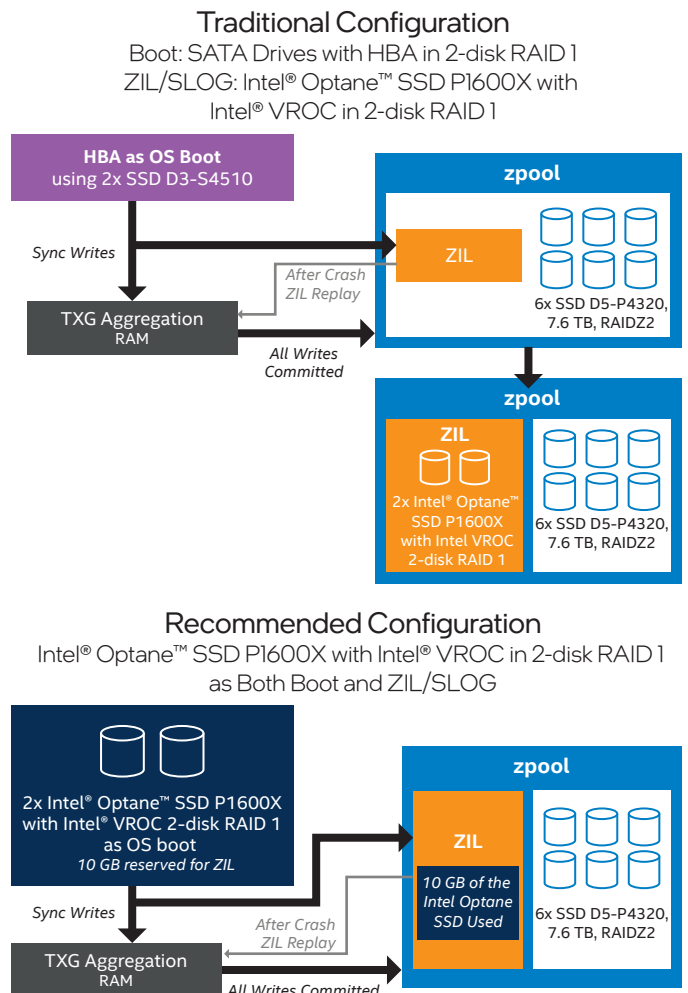 Traditional Configuration
Boot: SATA Drives with HBA in 2-disk RAID 1
ZIL/SLOG: Intel® Optane™ SSD P1600X with
Intel® VROC in 2-disk RAID 1
HBA as OS Boot
using 2x SSD D3-S4510
zpool
Sync Writes
ZIL
After Crash
ZIL Replay
6x SSD D5-P4320,
7.6 TB, RAIDZ2
TXG Aggregation
RAM
All Writes
Committed
zpool
ZIL
2x Intel® Optane™
SSD P1600X
with Intel VROC
2-disk RAID 1
6x SSD D5-P4320,
7.6 TB, RAIDZ2
Recommended Configuration
Intel® Optane™ SSD P1600X with Intel® VROC in 2-disk RAID 1
as Both Boot and ZIL/SLOG
2x Intel® Optane™ SSD P1600X
with Intel® VROC 2-disk RAID 1
as OS boot
10 GB reserved for ZIL
zpool
ZIL
10 GB of the
Intel Optane
SSD Used
6x SSD D5-P4320,
7.6 TB, RAIDZ2
Sync Writes
After Crash
ZIL Replay
TXG Aggregation
RAM
All Writes Committed